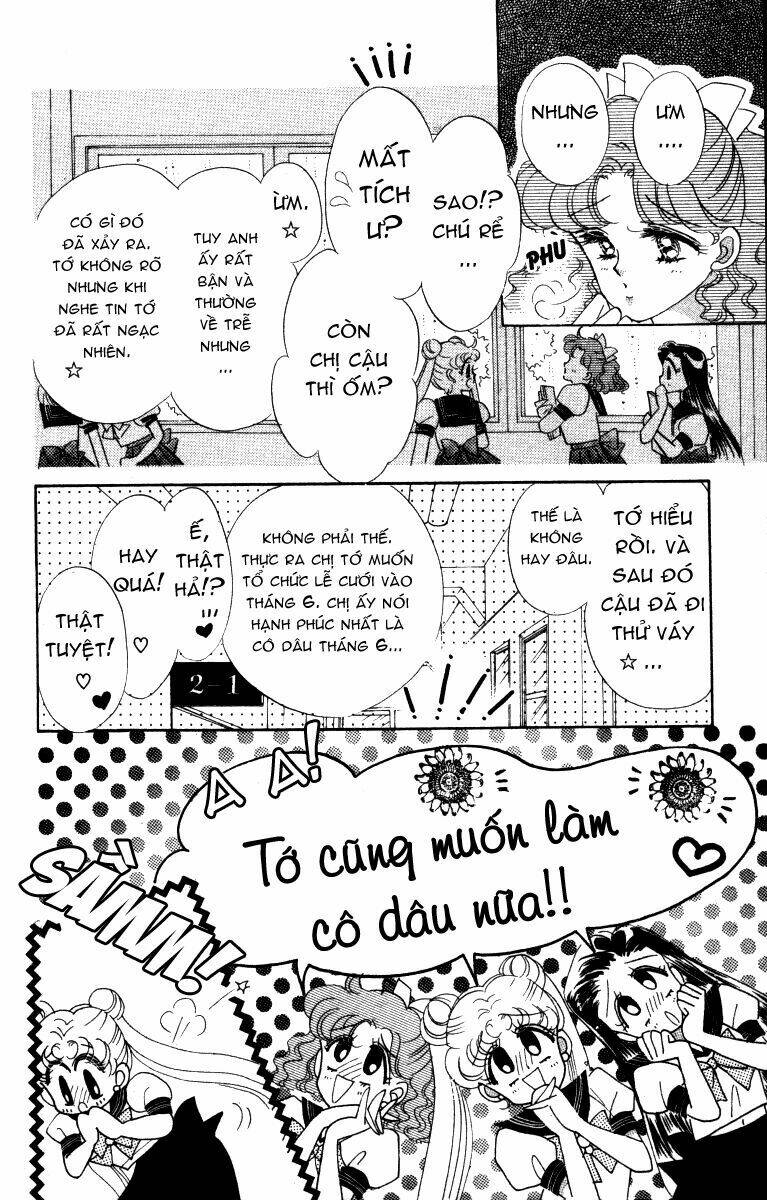 ƯM
....
NHƯNG
...
PHÙ
SAO!?
CHÚ RỂ
...
MẤT
TÍCH
Ư?
CÒN
CHỊ CẬU
THÌ ỐM?
ỪM.
☆
TUY ANH
ẤY RẤT
BẬN VÀ
THƯỜNG
VỀ TRỄ
NHƯNG
...
CÓ GÌ ĐÓ
ĐÃ XẢY RA.
TỚ KHÔNG RÕ
NHƯNG KHI
NGHE TIN TỚ
ĐÃ RẤT NGẠC
NHIÊN.
☆
TỚ HIỂU
RỒI. VÀ
SAU ĐÓ
CẬU ĐÃ ĐI
THỬ VÁY
☆ ...
THẾ LÀ
KHÔNG
HAY ĐÂU.
KHÔNG PHẢI THẾ.
THỰC RA CHỊ TỚ MUỐN
TỔ CHỨC LỄ CƯỚI VÀO
THÁNG 6. CHỊ ẤY NÓI
HẠNH PHÚC NHẤT LÀ
CÔ DÂU THÁNG 6...
Ế,
THẬT
HẢ!?
...
♥
HAY
QUÁ!
♡
THẬT
TUYỆT!
♡
♥
2-1
A A!
Tớ cũng muốn làm
cô dâu nữa!!
♡
SẦMM!